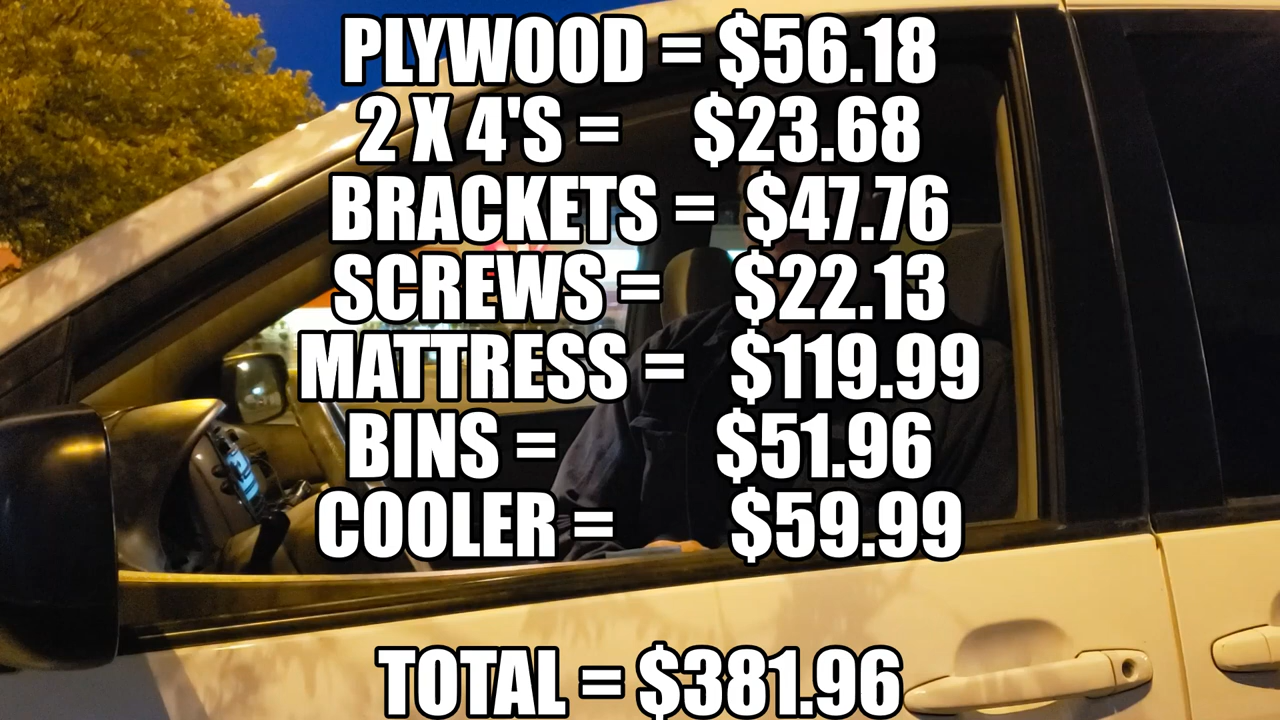 PLYWOOD = $56.18
2 X 4'S = $23.68
BRACKETS = $47.76
SCREWS = $22.13
MATTRESS = $119.99
BINS = $51.96
COOLER = $59.99
TOTAL = $381.96